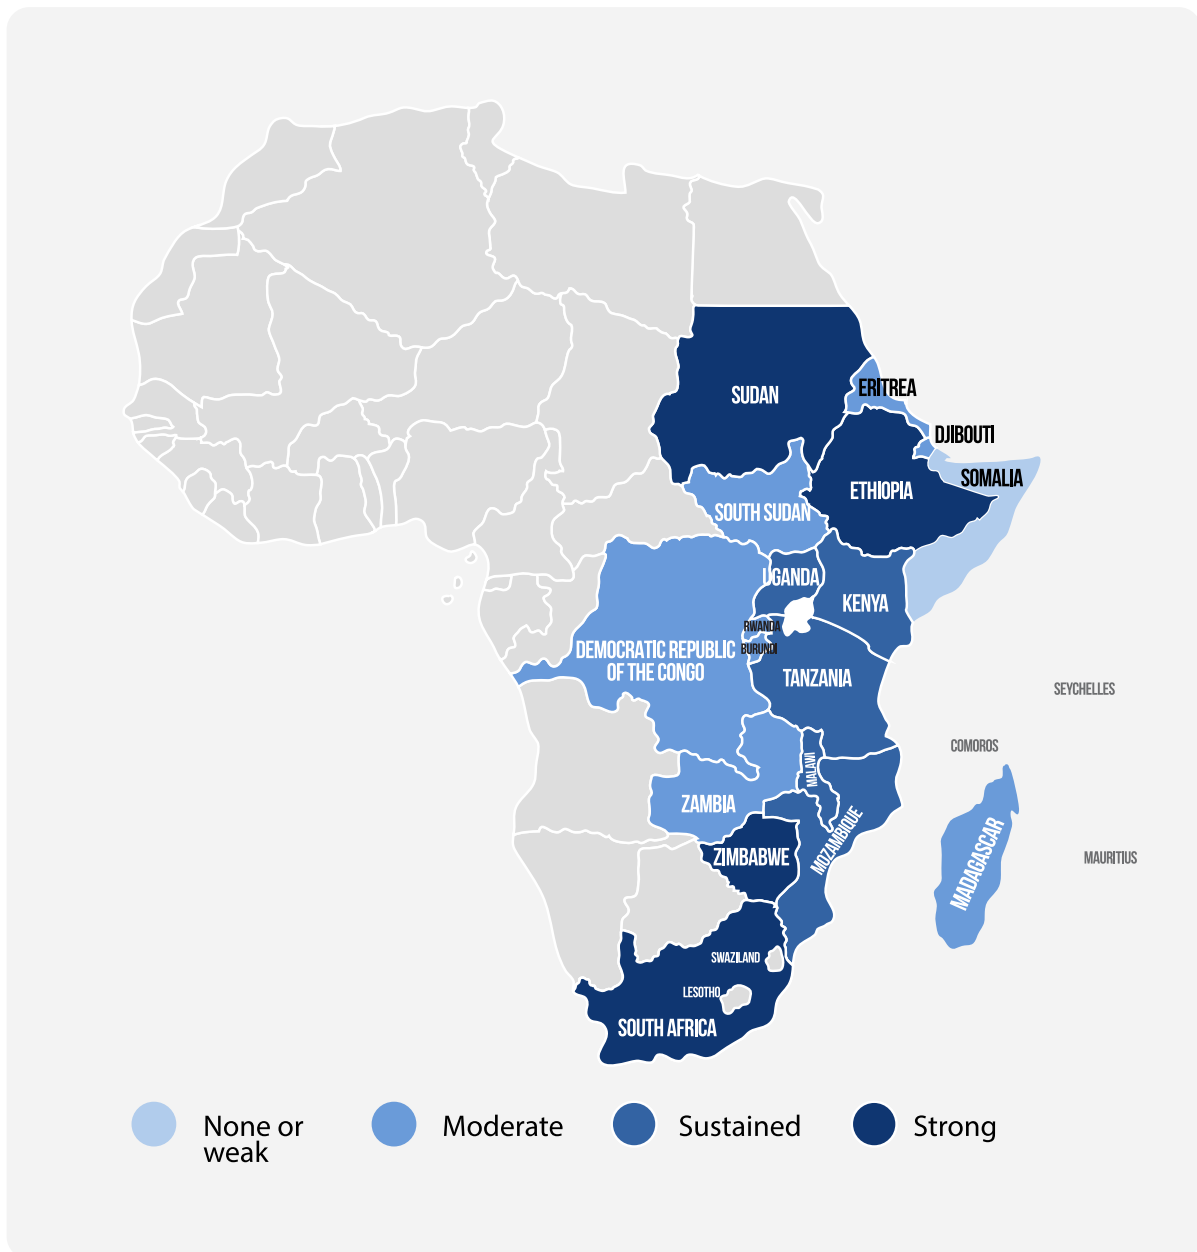 SUDAN
ERITREA
DJIBOUTI
SOMALIA
ETHIOPIA
SOUTH SUDAN
UGANDA
KENYA
RWANDA
BURUNDI
DEMOCRATIC REPUBLIC
OF THE CONGO
TANZANIA
SEYCHELLES
COMOROS
MALAWI
ZAMBIA
MOZAMBIQUE
ZIMBABWE
MADAGASCAR
MAURITIUS
SWAZILAND
LESOTHO
SOUTH AFRICA
None or
weak
Moderate
Sustained
Strong